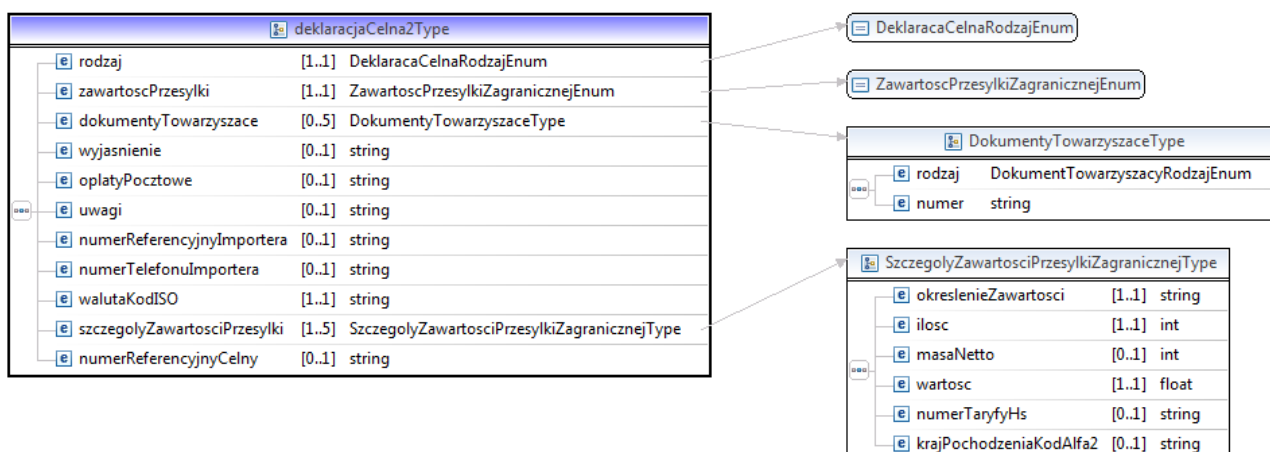 deklaracjaCelna2Type
rodzaj [1..1] DeklaracaCelnaRodzajEnum
zawartoscPrzesylki [1..1] ZawartoscPrzesylkiZagranicznejEnum
dokumentyTowarzyszace [0..5] DokumentyTowarzyszaceType
wyjasnienie [0..1] string
oplatyPocztowe [0..1] string
uwagi [0..1] string
numerReferencyjnyImportera [0..1] string
numerTelefonuImportera [0..1] string
walutaKodISO [1..1] string
szczegolyZawartosciPrzesylki [1..5] SzczegolyZawartosciPrzesylkiZagranicznejType
numerReferencyjnyCelny [0..1] string
DeklaracaCelnaRodzajEnum
ZawartoscPrzesylkiZagranicznejEnum
DokumentyTowarzyszaceType
rodzaj DokumentTowarzyszacyRodzajEnum
numer string
SzczegolyZawartosciPrzesylkiZagranicznejType
okreslenieZawartosci [1..1] string
ilosc [1..1] int
masaNetto [0..1] int
wartosc [1..1] float
numerTaryfyHs [0..1] string
krajPochodzeniaKodAlfa2 [0..1] string